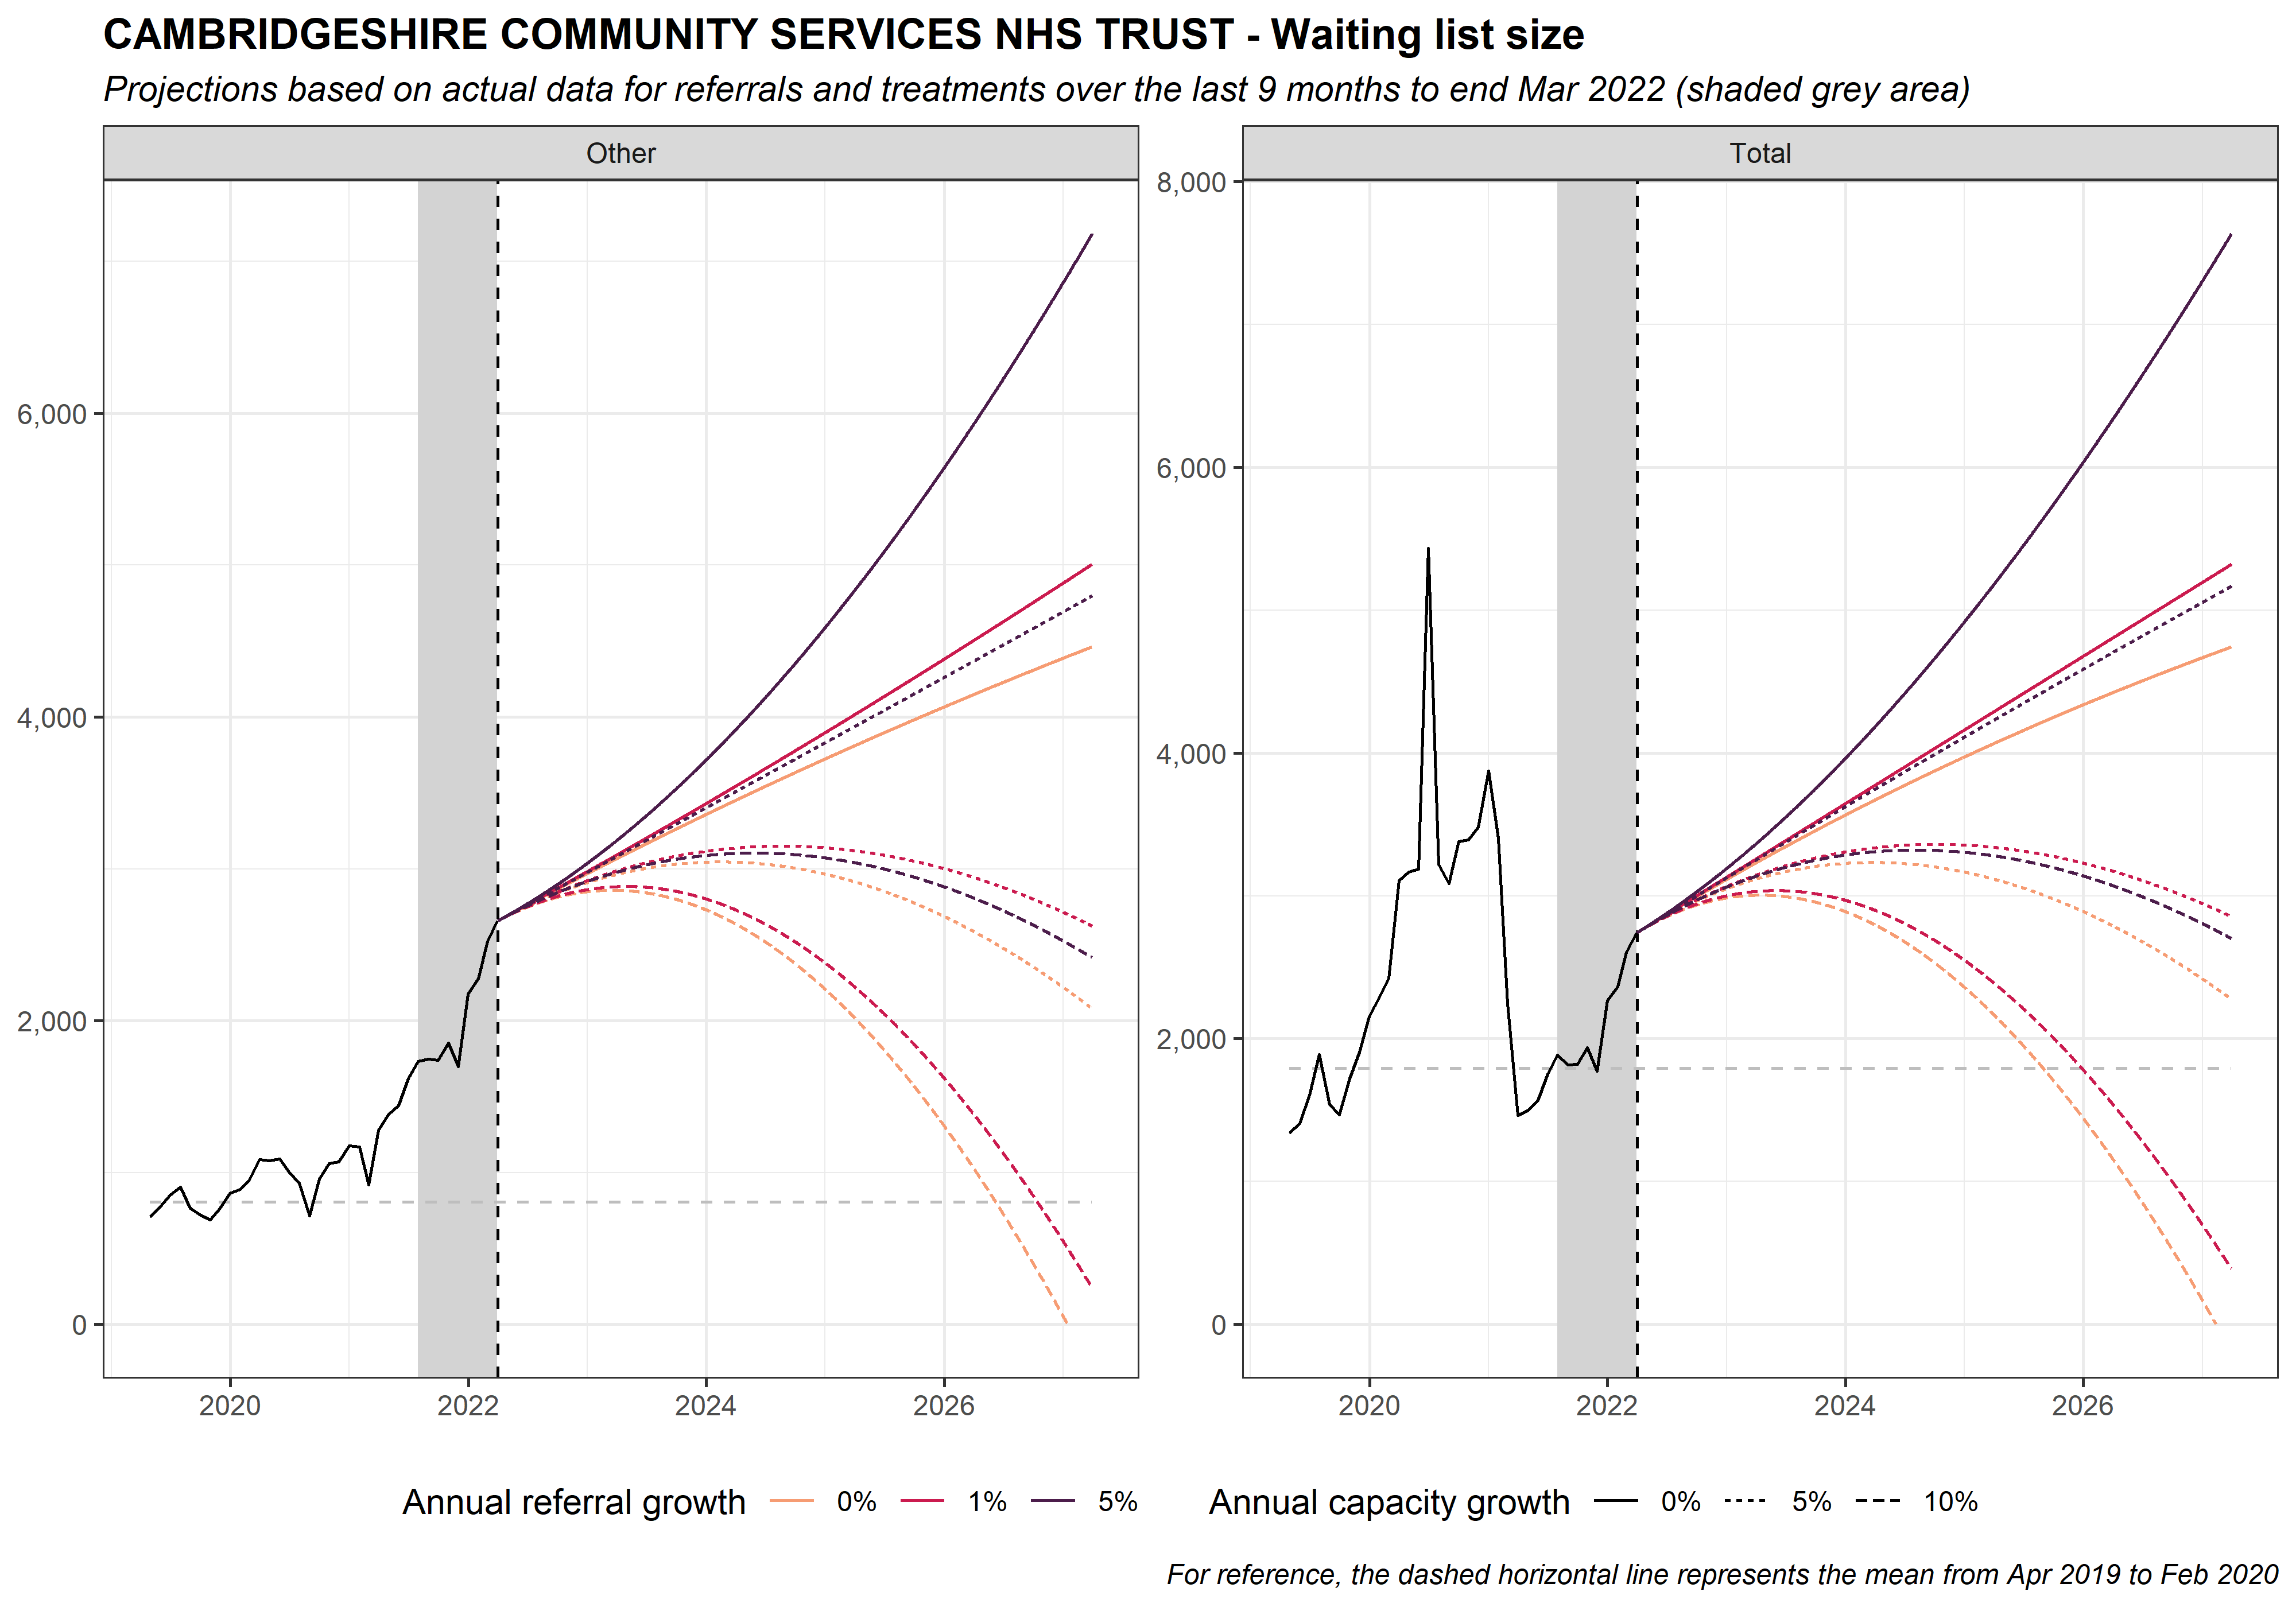 CAMBRIDGESHIRE COMMUNITY SERVICES NHS TRUST - Waiting list size
Projections based on actual data for referrals and treatments over the last 9 months to end Mar 2022 (shaded grey area)
Other
Total
6,000
4,000
2,000
0
8,000
6,000
4,000
2,000
0
2020 2022 2024 2026
2020 2022 2024 2026
Annual referral growth 0% 1% 5%
Annual capacity growth 0% 5% 10%
For reference, the dashed horizontal line represents the mean from Apr 2019 to Feb 2020